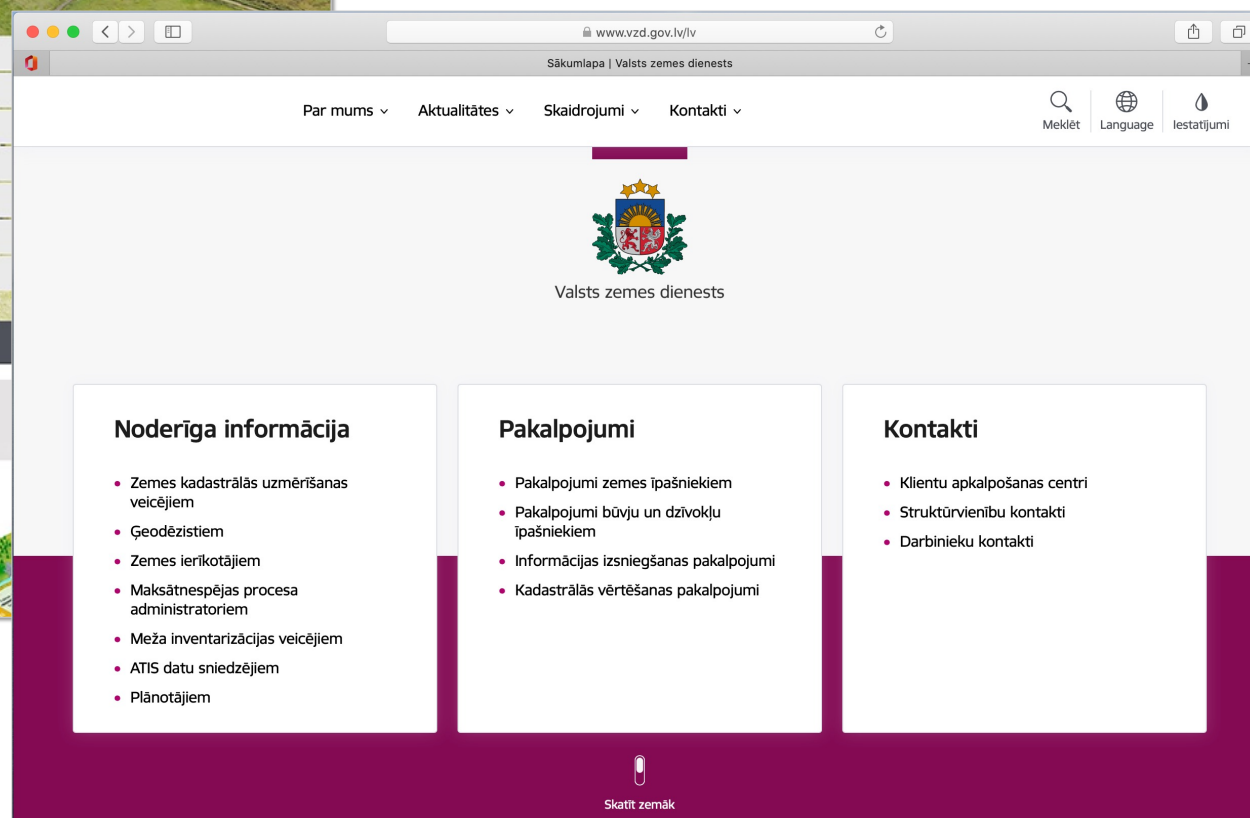 www.vzd.gov.lv/lv
Sākumlapa | Valsts zemes dienests
Par mums
Aktualitātes
Skaidrojumi
Kontakti
Meklēt
Language
Iestatījumi
Valsts zemes dienests
Noderīga informācija
Zemes kadastrālās uzmērīšanas
veicējiem
Ģeodēzistiem
Zemes ierīkotājiem
Maksātnespējas procesa
administratoriem
Meža inventarizācijas veicējiem
ATIS datu sniedzējiem
Plānotājiem
Pakalpojumi
Pakalpojumi zemes īpašniekiem
Pakalpojumi būvju un dzīvokļu
īpašniekiem
Informācijas izsniegšanas pakalpojumi
Kadastrālās vērtēšanas pakalpojumi
Kontakti
Klientu apkalpošanas centri
Struktūrvienību kontakti
Darbinieku kontakti
Skatīt zemāk